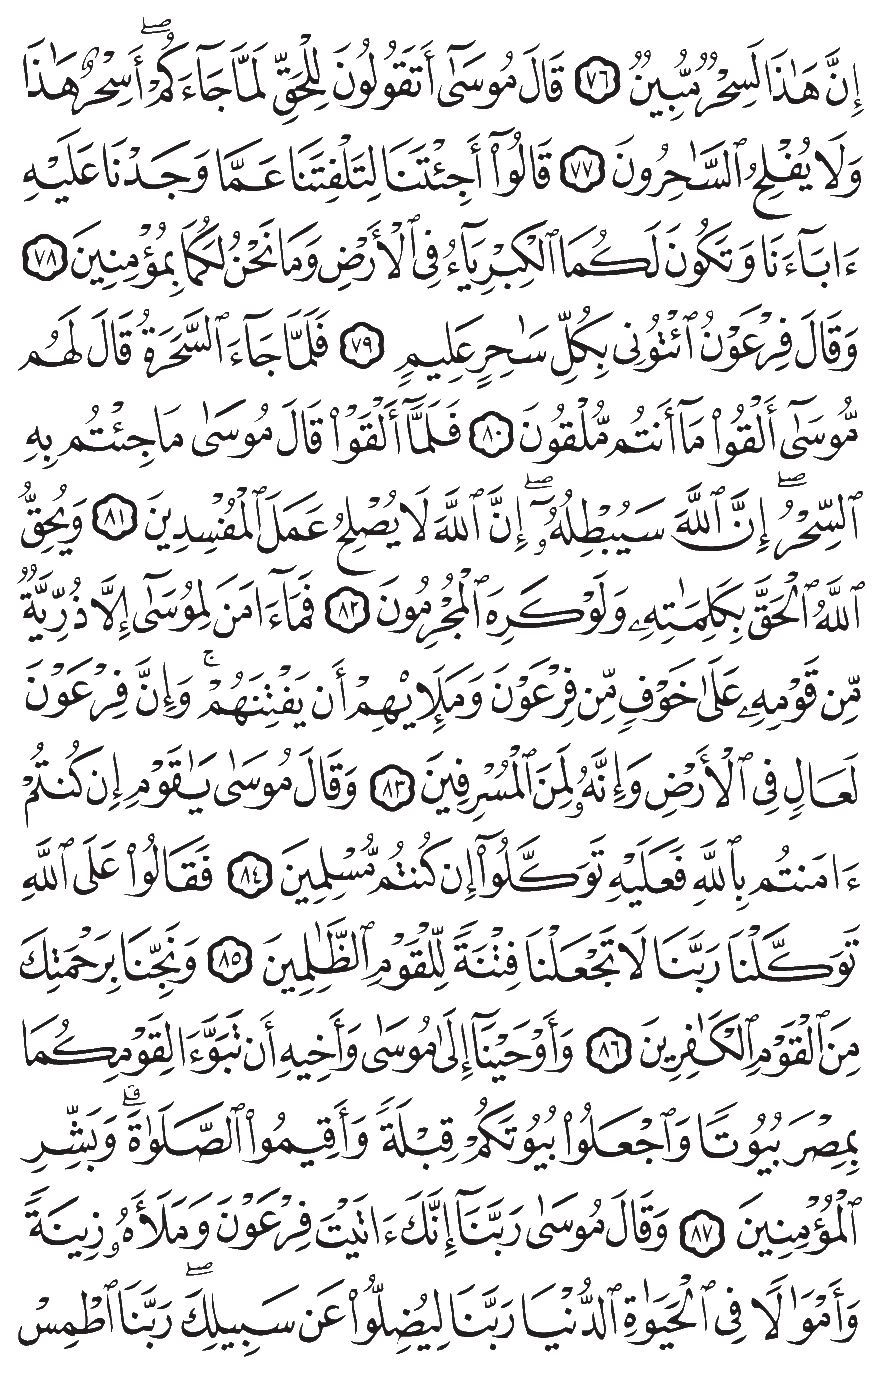 إِنَّ هَٰذَا لَسِحْرٌ مُّبِينٌ ٧٦ قَالَ مُوسَىٰٓ أَتَقُولُونَ لِلْحَقِّ لَمَّا جَآءَكُمْ ۖ أَسِحْرٌ هَٰذَا
وَلَا يُفْلِحُ ٱلسَّٰحِرُونَ ٧٧ قَالُوٓا۟ أَجِئْتَنَا لِتَلْفِتَنَا عَمَّا وَجَدْنَا عَلَيْهِ
ءَابَآءَنَا وَتَكُونَ لَكُمَا ٱلْكِبْرِيَآءُ فِى ٱلْأَرْضِ وَمَا نَحْنُ لَكُمَا بِمُؤْمِنِينَ ٧٨
وَقَالَ فِرْعَوْنُ ٱئْتُونِى بِكُلِّ سَٰحِرٍ عَلِيمٍ ٧٩ فَلَمَّا جَآءَ ٱلسَّحَرَةُ قَالَ لَهُم
مُّوسَىٰٓ أَلْقُوا۟ مَآ أَنتُم مُّلْقُونَ ٨٠ فَلَمَّآ أَلْقَوْا۟ قَالَ مُوسَىٰ مَا جِئْتُم بِهِ
ٱلسِّحْرُ ۖ إِنَّ ٱللَّهَ سَيُبْطِلُهُۥٓ ۖ إِنَّ ٱللَّهَ لَا يُصْلِحُ عَمَلَ ٱلْمُفْسِدِينَ ٨١ وَيُحِقُّ
ٱللَّهُ ٱلْحَقَّ بِكَلِمَٰتِهِۦ وَلَوْ كَرِهَ ٱلْمُجْرِمُونَ ٨٢ فَمَآ ءَامَنَ لِمُوسَىٰٓ إِلَّا ذُرِّيَّةٌ
مِّن قَوْمِهِۦ عَلَىٰ خَوْفٍ مِّن فِرْعَوْنَ وَمَلَإِي۟هِمْ أَن يَفْتِنَهُمْ ۚ وَإِنَّ فِرْعَوْنَ
لَعَالٍ فِى ٱلْأَرْضِ وَإِنَّهُۥ لَمِنَ ٱلْمُسْرِفِينَ ٨٣ وَقَالَ مُوسَىٰ يَٰقَوْمِ إِن كُنتُمْ
ءَامَنتُم بِٱللَّهِ فَعَلَيْهِ تَوَكَّلُوٓا۟ إِن كُنتُم مُّسْلِمِينَ ٨٤ فَقَالُوا۟ عَلَى ٱللَّهِ
تَوَكَّلْنَا رَبَّنَا لَا تَجْعَلْنَا فِتْنَةً لِّلْقَوْمِ ٱلظَّٰلِمِينَ ٨٥ وَنَجِّنَا بِرَحْمَتِكَ
مِنَ ٱلْقَوْمِ ٱلْكَٰفِرِينَ ٨٦ وَأَوْحَيْنَآ إِلَىٰ مُوسَىٰ وَأَخِيهِ أَن تَبَوَّءَا لِقَوْمِكُمَا
بِمِصْرَ بُيُوتًا وَٱجْعَلُوا۟ بُيُوتَكُمْ قِبْلَةً وَأَقِيمُوا۟ ٱلصَّلَوٰةَ ۗ وَبَشِّرِ
ٱلْمُؤْمِنِينَ ٨٧ وَقَالَ مُوسَىٰ رَبَّنَآ إِنَّكَ ءَاتَيْتَ فِرْعَوْنَ وَمَلَأَهُۥ زِينَةً
وَأَمْوَٰلًا فِى ٱلْحَيَوٰةِ ٱلدُّنْيَا رَبَّنَا لِيُضِلُّوا۟ عَن سَبِيلِكَ ۖ رَبَّنَا ٱطْمِسْ